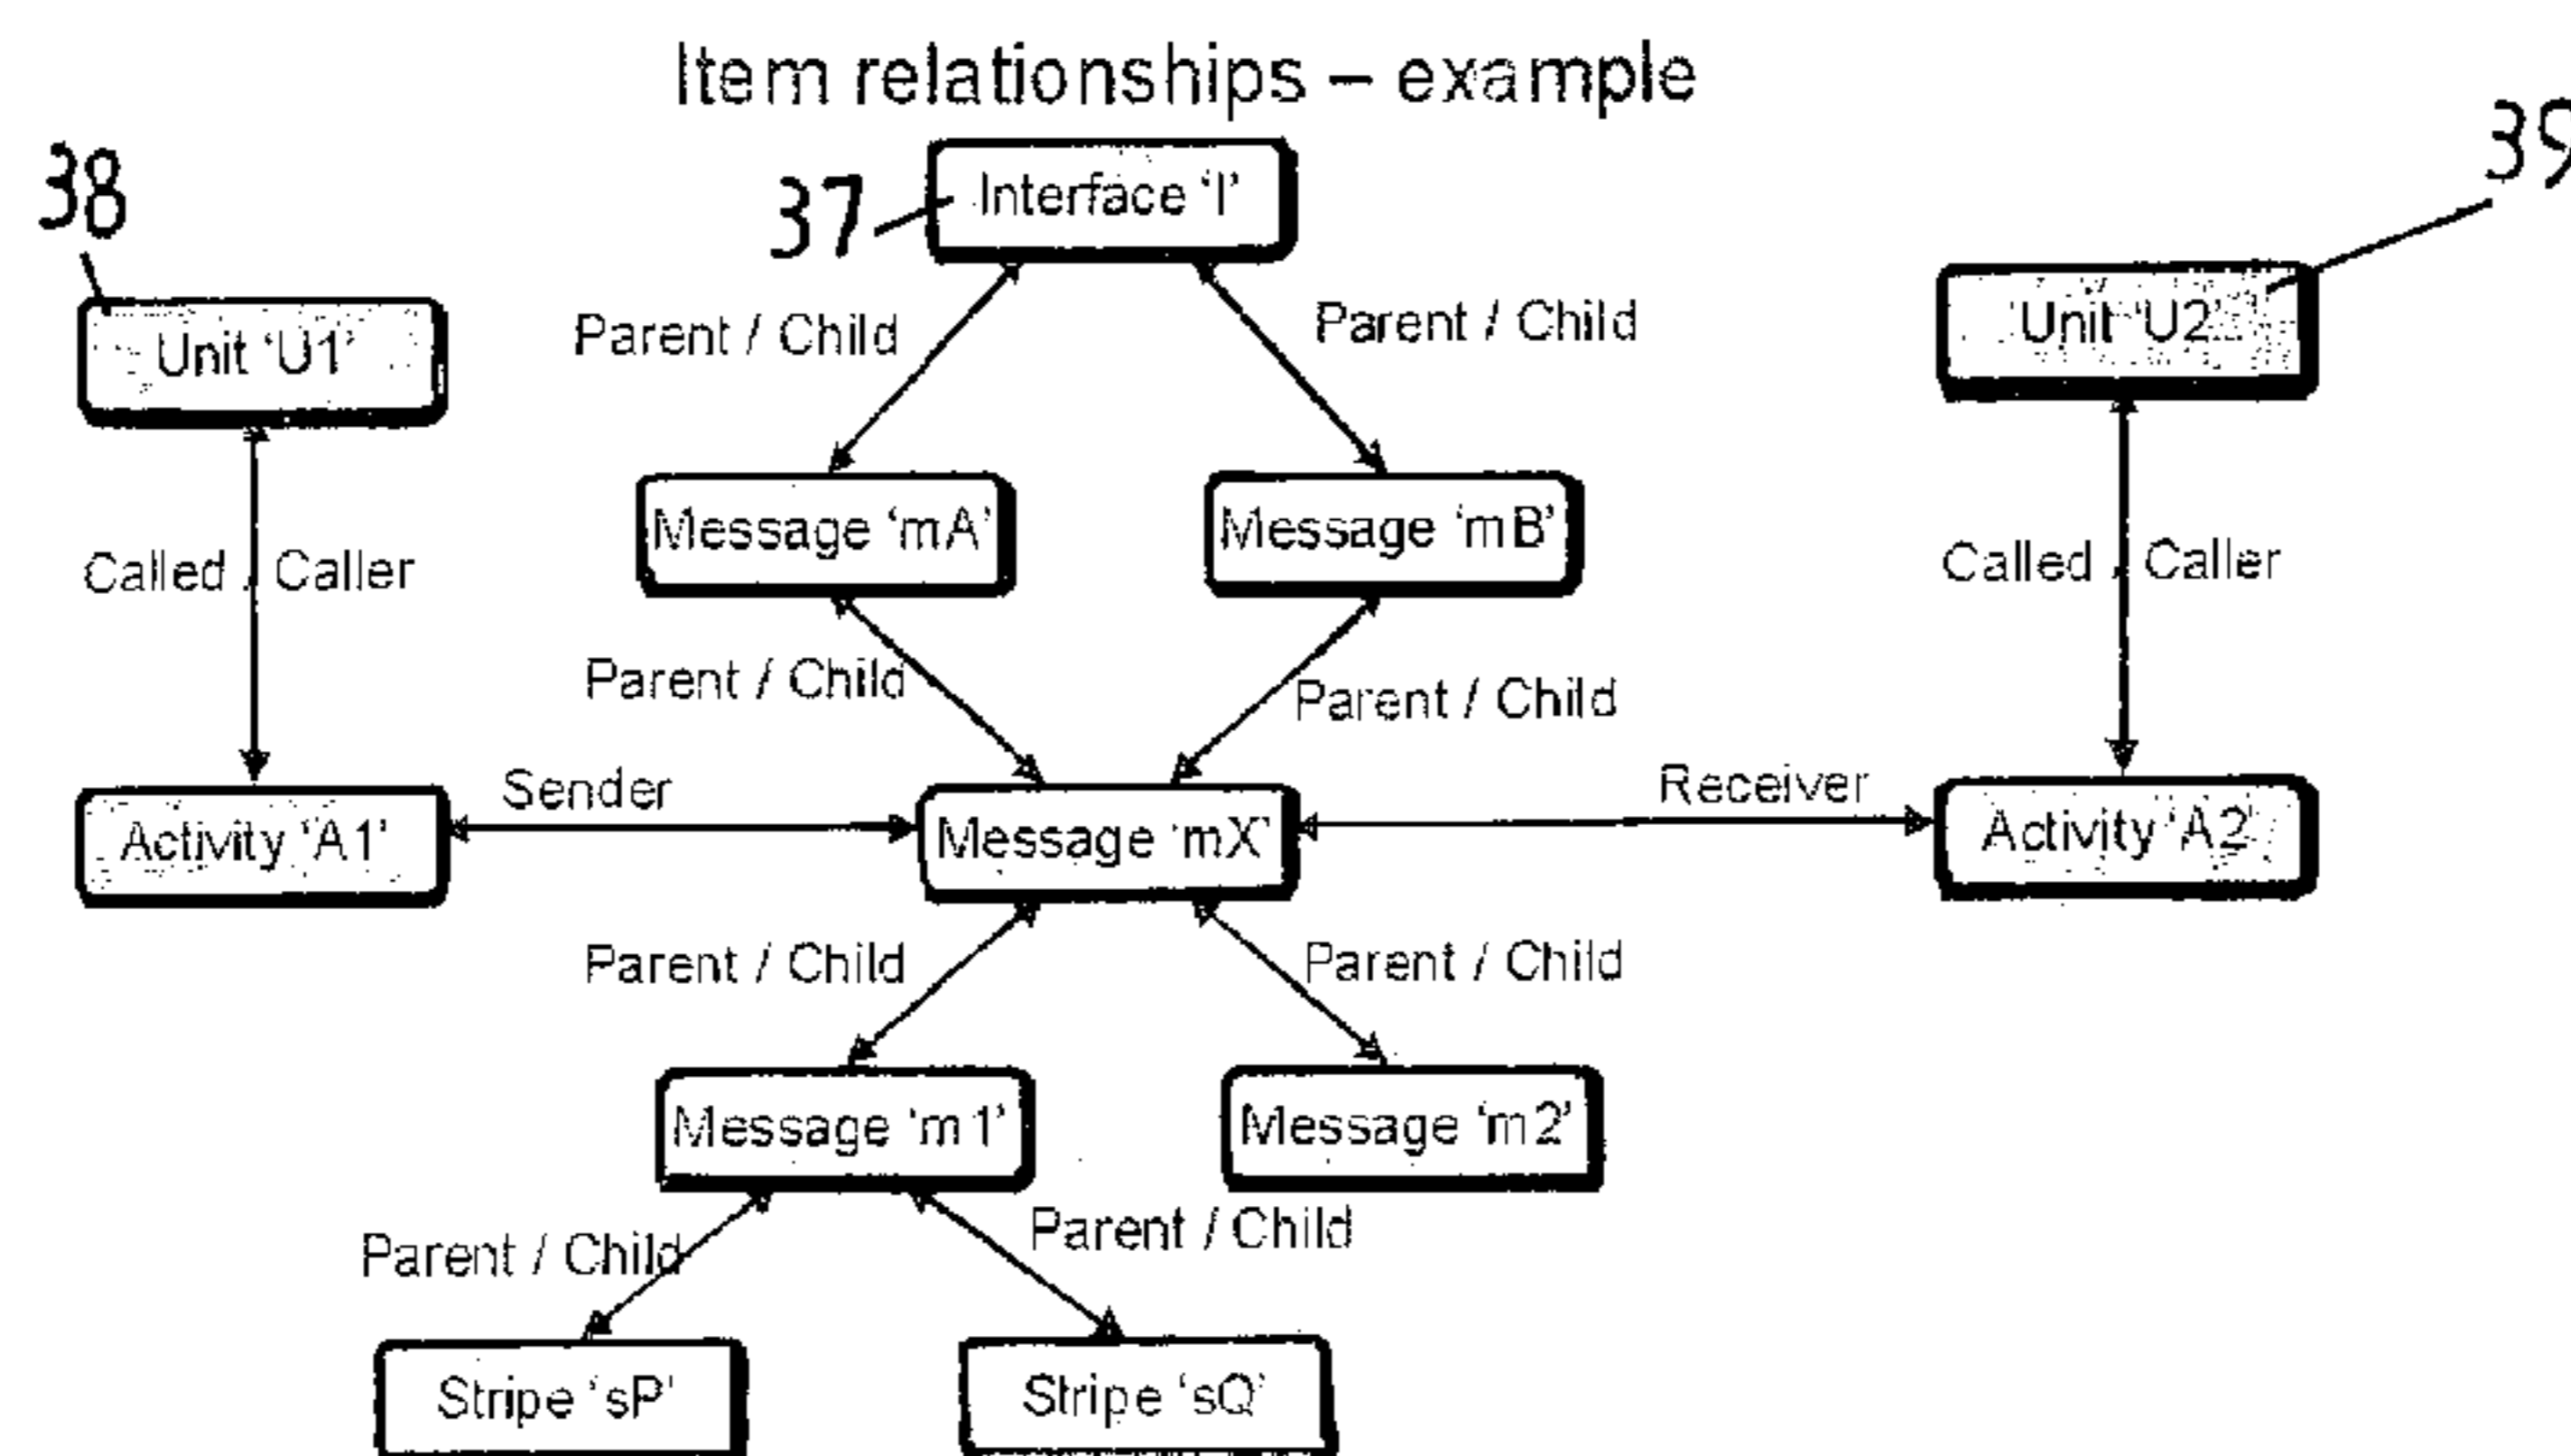 Item relationships – example
38
37
Interface 'I'
39
Unit 'U1'
Parent / Child
Parent / Child
Unit 'U2'
Message 'mA'
Message 'mB'
Called / Caller
Called / Caller
Parent / Child
Parent / Child
Sender
Receiver
Activity 'A1'
Message 'mX'
Activity 'A2'
Parent / Child
Parent / Child
Message 'm1'
Message 'm2'
Parent / Child
Parent / Child
Stripe 'sP'
Stripe 'sQ'